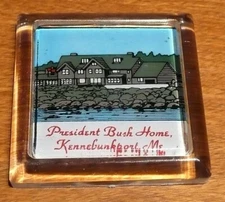 President Bush Home,
Kennebunkport, Me